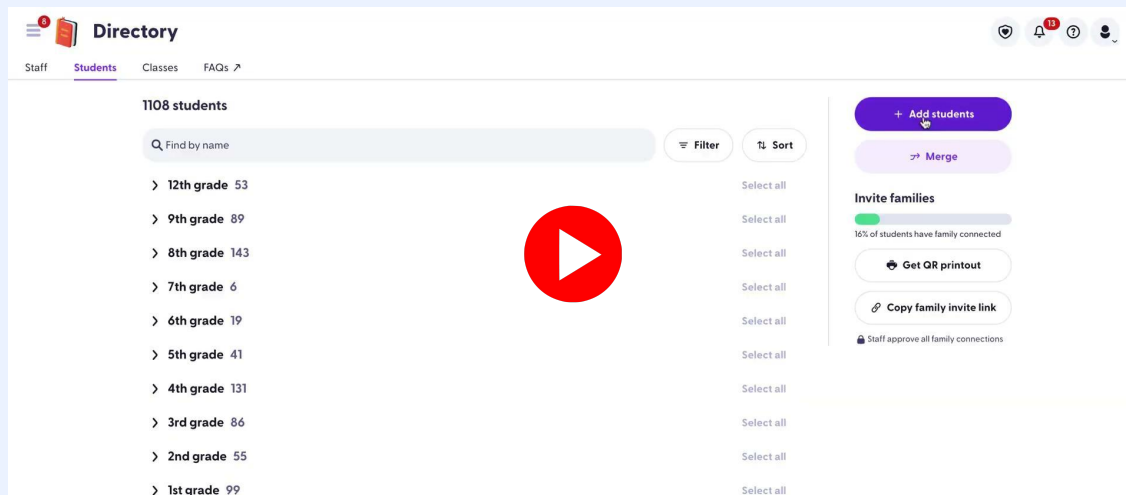 8
Directory
13
Staff Students Classes FAQs ↗
1108 students
+ Add students
Find by name
Filter
Sort
Merge
12th grade 53 Select all
Invite families
9th grade 89 Select all
16% of students have family connected
8th grade 143 Select all
Get QR printout
7th grade 6 Select all
Copy family invite link
6th grade 19 Select all
Staff approve all family connections
5th grade 41 Select all
4th grade 131 Select all
3rd grade 86 Select all
2nd grade 55 Select all
1st grade 99 Select all